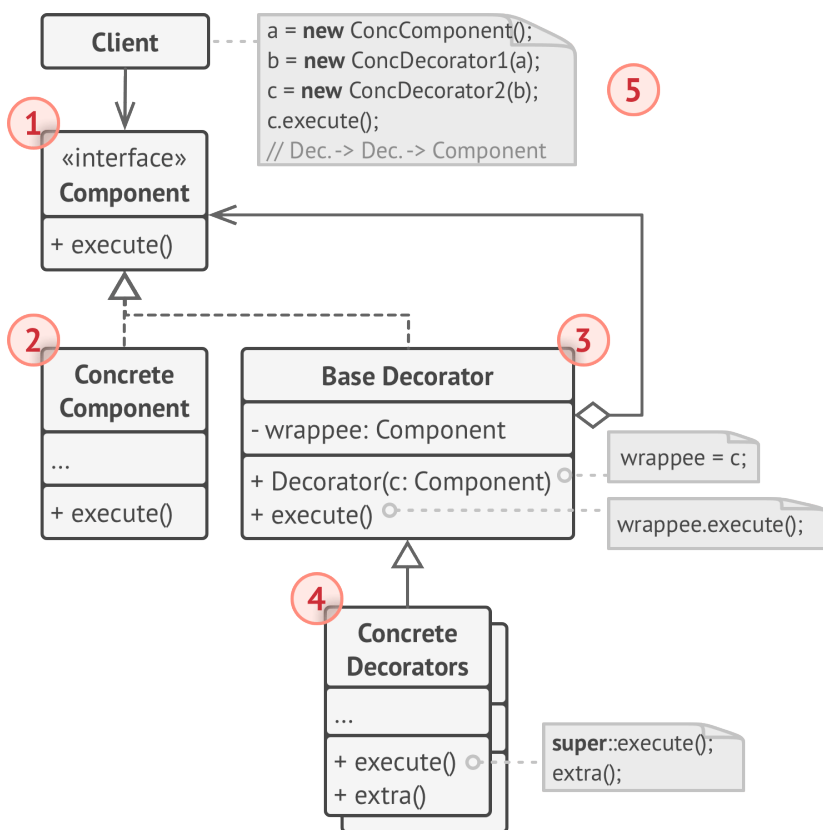 Client
a = new ConcComponent();
b = new ConcDecorator1(a);
c = new ConcDecorator2(b);
c.execute();
// Dec. -> Dec. -> Component
5
1
«interface»
Component
+ execute()
2
Concrete
Component
...
+ execute()
3
Base Decorator
- wrappee: Component
+ Decorator(c: Component)
+ execute()
wrappee = c;
wrappee.execute();
4
Concrete
Decorators
...
+ execute()
+ extra()
super::execute();
extra();